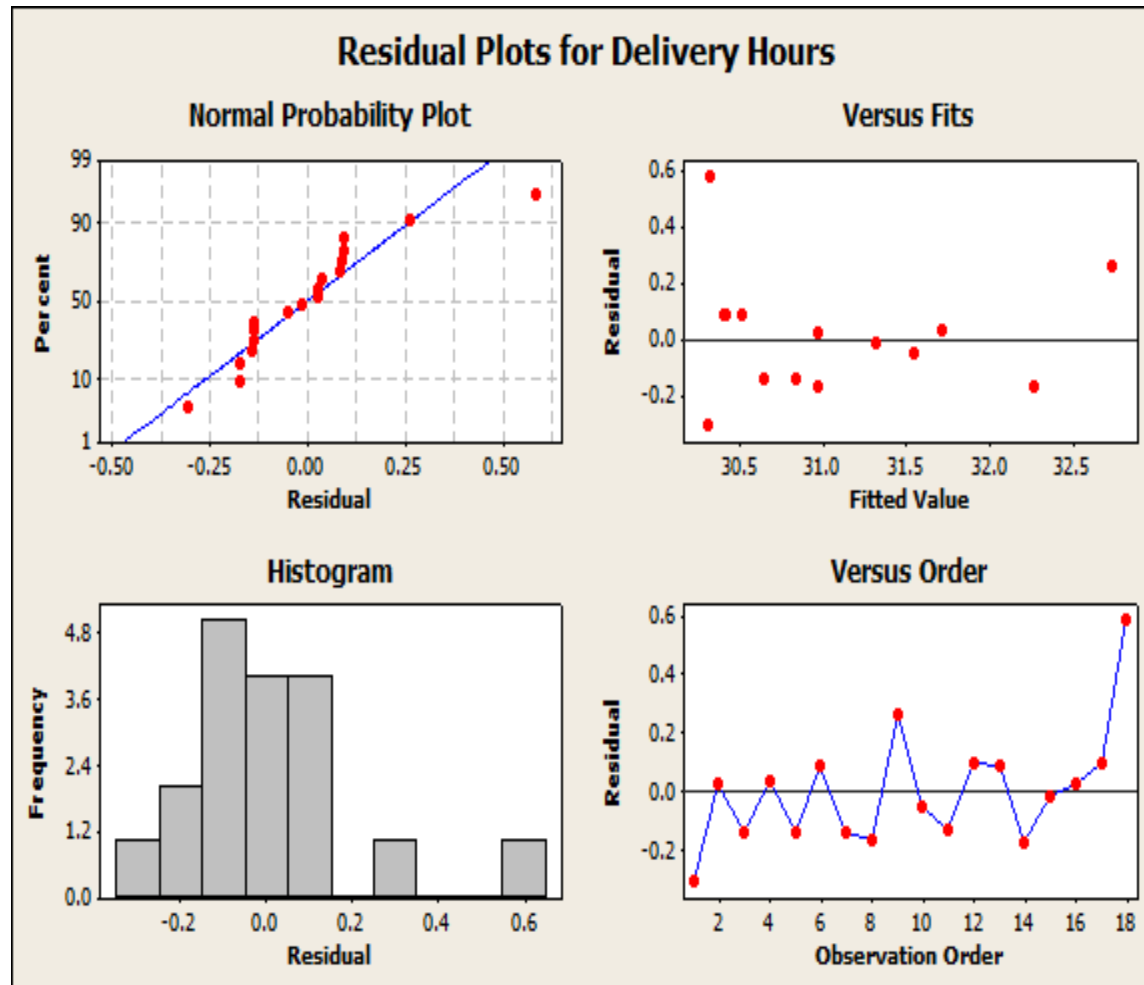 Residual Plots for Delivery Hours
Normal Probability Plot
99
90
50
10
1
Percent
-0.50 -0.25 0.00 0.25 0.50
Residual
Versus Fits
0.6
0.4
0.2
0.0
-0.2
Residual
30.5 31.0 31.5 32.0 32.5
Fitted Value
Histogram
4.8
3.6
2.4
1.2
0.0
Frequency
-0.2 0.0 0.2 0.4 0.6
Residual
Versus Order
0.6
0.4
0.2
0.0
-0.2
Residual
2 4 6 8 10 12 14 16 18
Observation Order